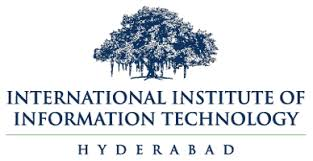 INTERNATIONAL INSTITUTE OF
INFORMATION TECHNOLOGY
HYDERABAD